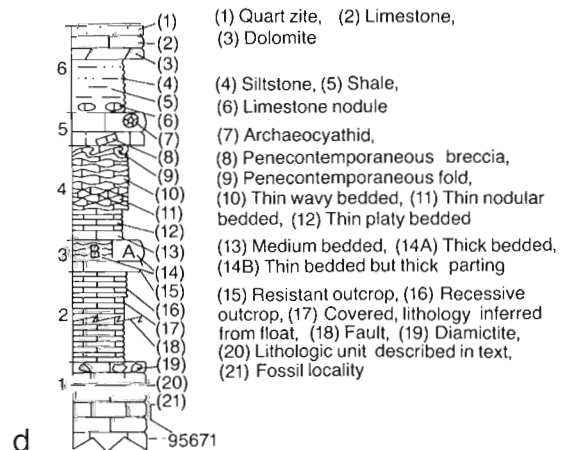 (1) Quart zite, (2) Limestone,
(3) Dolomite
(4) Siltstone, (5) Shale,
(6) Limestone nodule
(7) Archaeocyathid,
(8) Penecontemporaneous breccia,
(9) Penecontemporaneous fold,
(10) Thin wavy bedded, (11) Thin nodular
bedded, (12) Thin platy bedded
(13) Medium bedded, (14A) Thick bedded,
(14B) Thin bedded but thick parting
(15) Resistant outcrop, (16) Recessive
outcrop, (17) Covered, lithology inferred
from float, (18) Fault, (19) Diamictite,
(20) Lithologic unit described in text,
(21) Fossil locality
(1)
(2)
(3)
6
(4)
(5)
(6)
5
(7)
(8)
(9)
4
(10)
(11)
(12)
3
B
A
(13)
(14)
(15)
2
(16)
(17)
(18)
(19)
1
(20)
(21)
95671
d